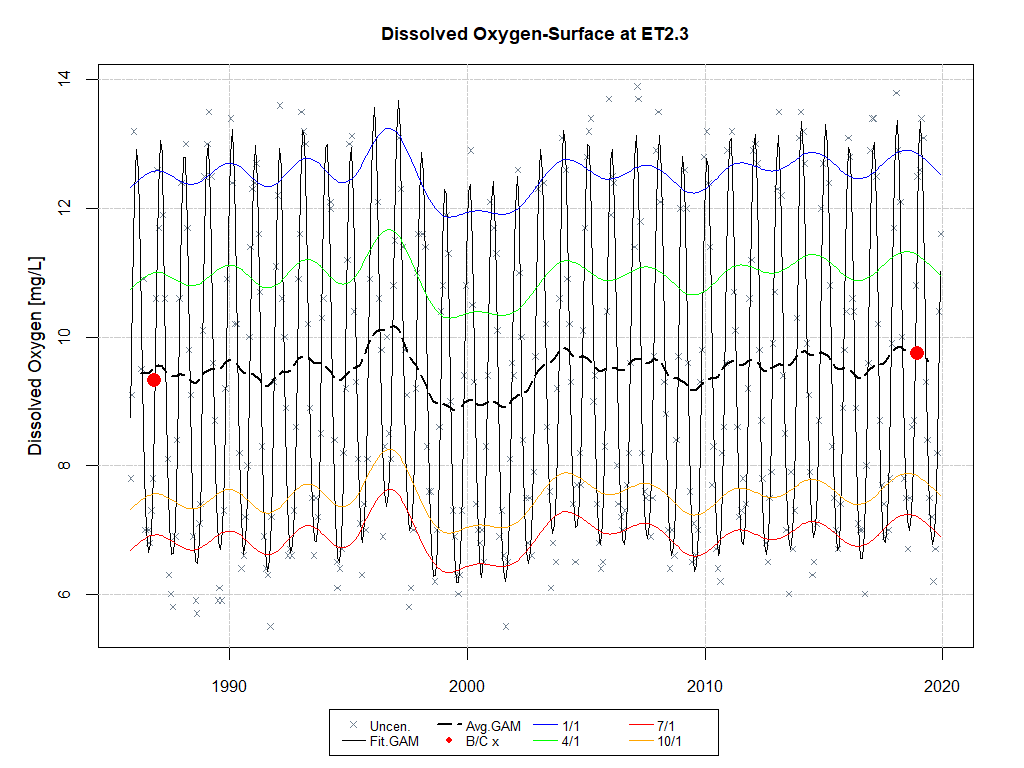 Dissolved Oxygen-Surface at ET2.3
Dissolved Oxygen [mg/L]
14
12
10
8
6
1990 2000 2010 2020
Uncen. Avg.GAM 1/1 7/1
Fit.GAM B/C x 4/1 10/1